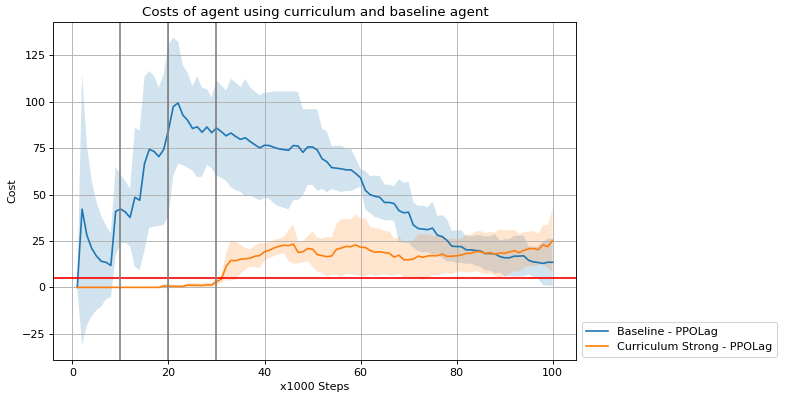 Costs of agent using curriculum and baseline agent
125
100
75
50
25
0
−25
Cost
0 20 40 60 80 100
x1000 Steps
Baseline - PPOLag
Curriculum Strong - PPOLag